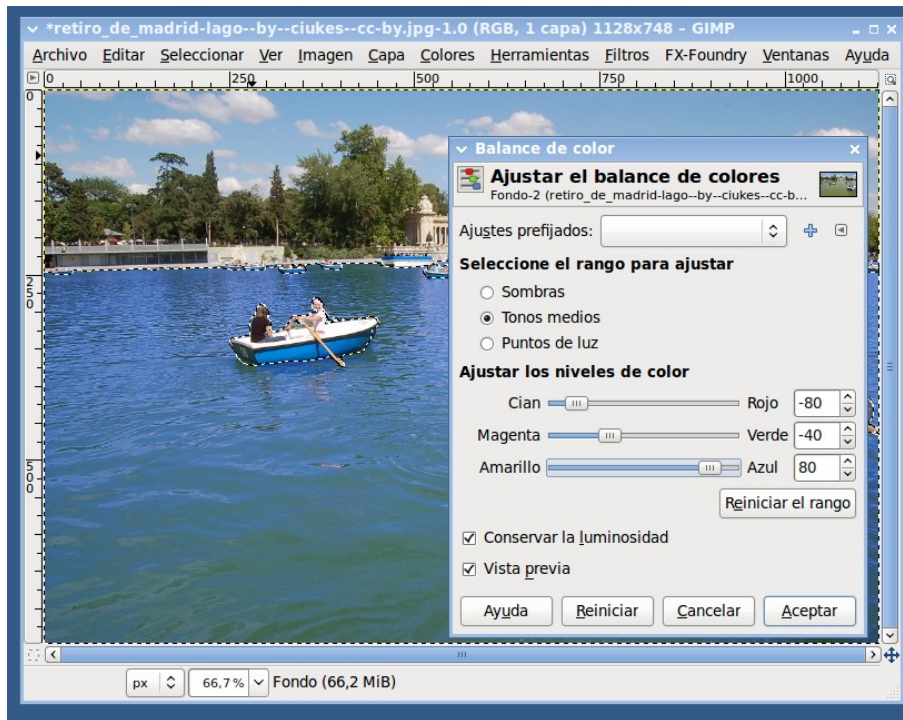 *retiro_de_madrid-lago--by--ciukes--cc-by.jpg-1.0 (RGB, 1 capa) 1128x748 – GIMP
Archivo Editar Seleccionar Ver Imagen Capa Colores Herramientas Filtros FX-Foundry Ventanas Ayuda
0 250 500 750 1000
0
250
500
Balance de color
Ajustar el balance de colores
Fondo-2 (retiro_de_madrid-lago--by--ciukes--cc-b...
Ajustes prefijados:
Seleccione el rango para ajustar
Sombras
Tonos medios
Puntos de luz
Ajustar los niveles de color
Cian Rojo -80
Magenta Verde -40
Amarillo Azul 80
Reiniciar el rango
Conservar la luminosidad
Vista previa
Ayuda Reiniciar Cancelar Aceptar
px 66,7 % Fondo (66,2 MiB)